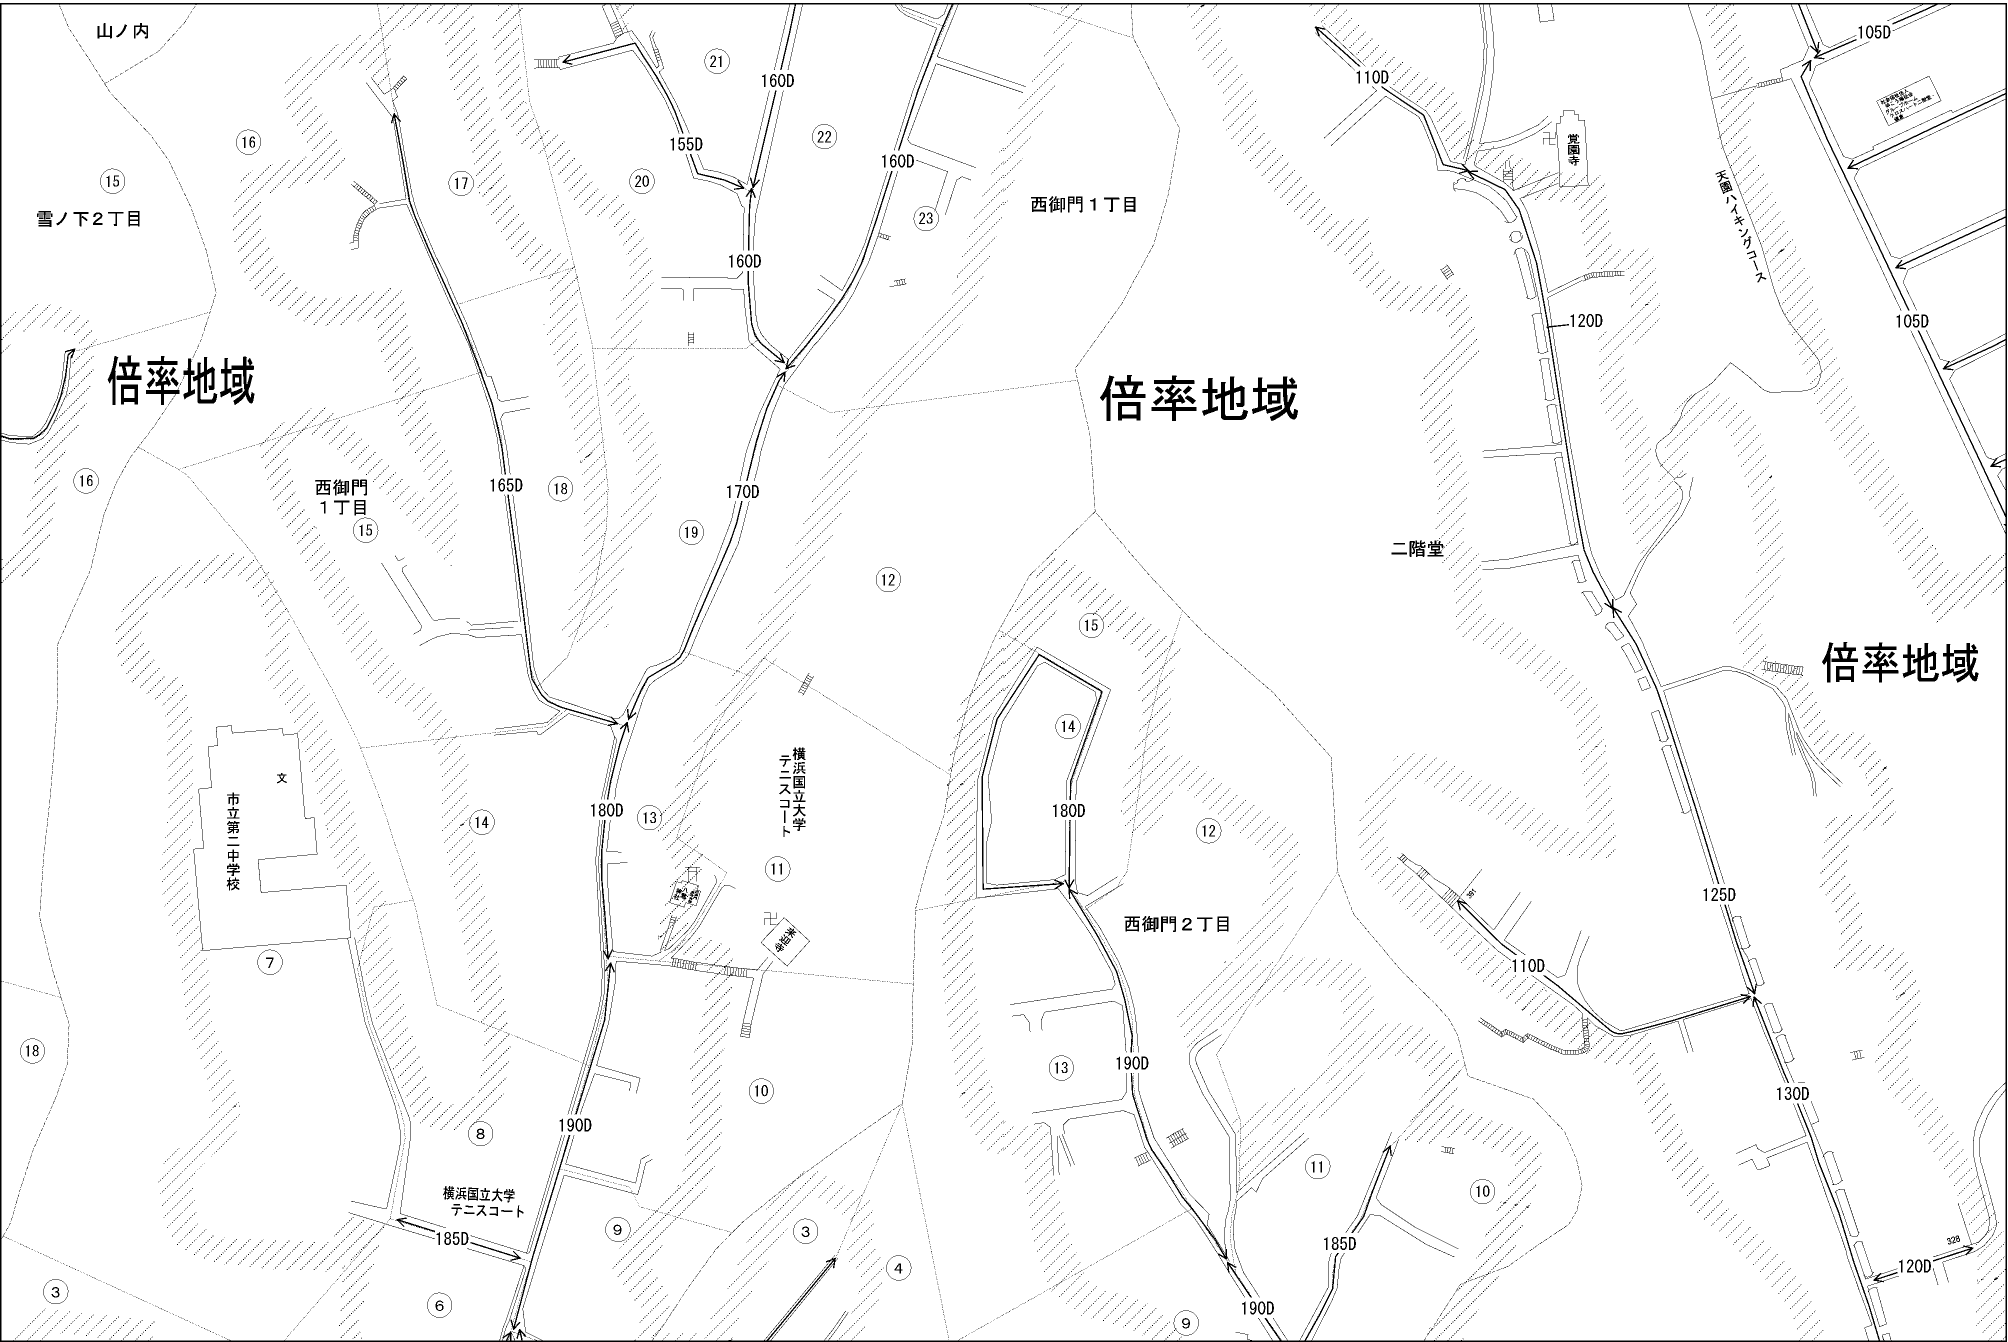 山ノ内
21
160D
105D
110D
22
155D
160D
覚園寺
16
15
17
20
天園ハイキングコース
雪ノ下2丁目
23
西御門1丁目
160D
120D
105D
倍率地域
倍率地域
16
西御門
1丁目
15
165D
18
170D
19
二階堂
12
15
倍率地域
14
横浜国立大学
テニスコート
文
市立第二中学校
14
180D
13
180D
12
11
125D
391
来迎寺
西御門2丁目
7
110D
18
10
13
190D
130D
8
190D
11
10
横浜国立大学
テニスコート
9
3
185D
185D
328
120D
4
3
6
190D
9